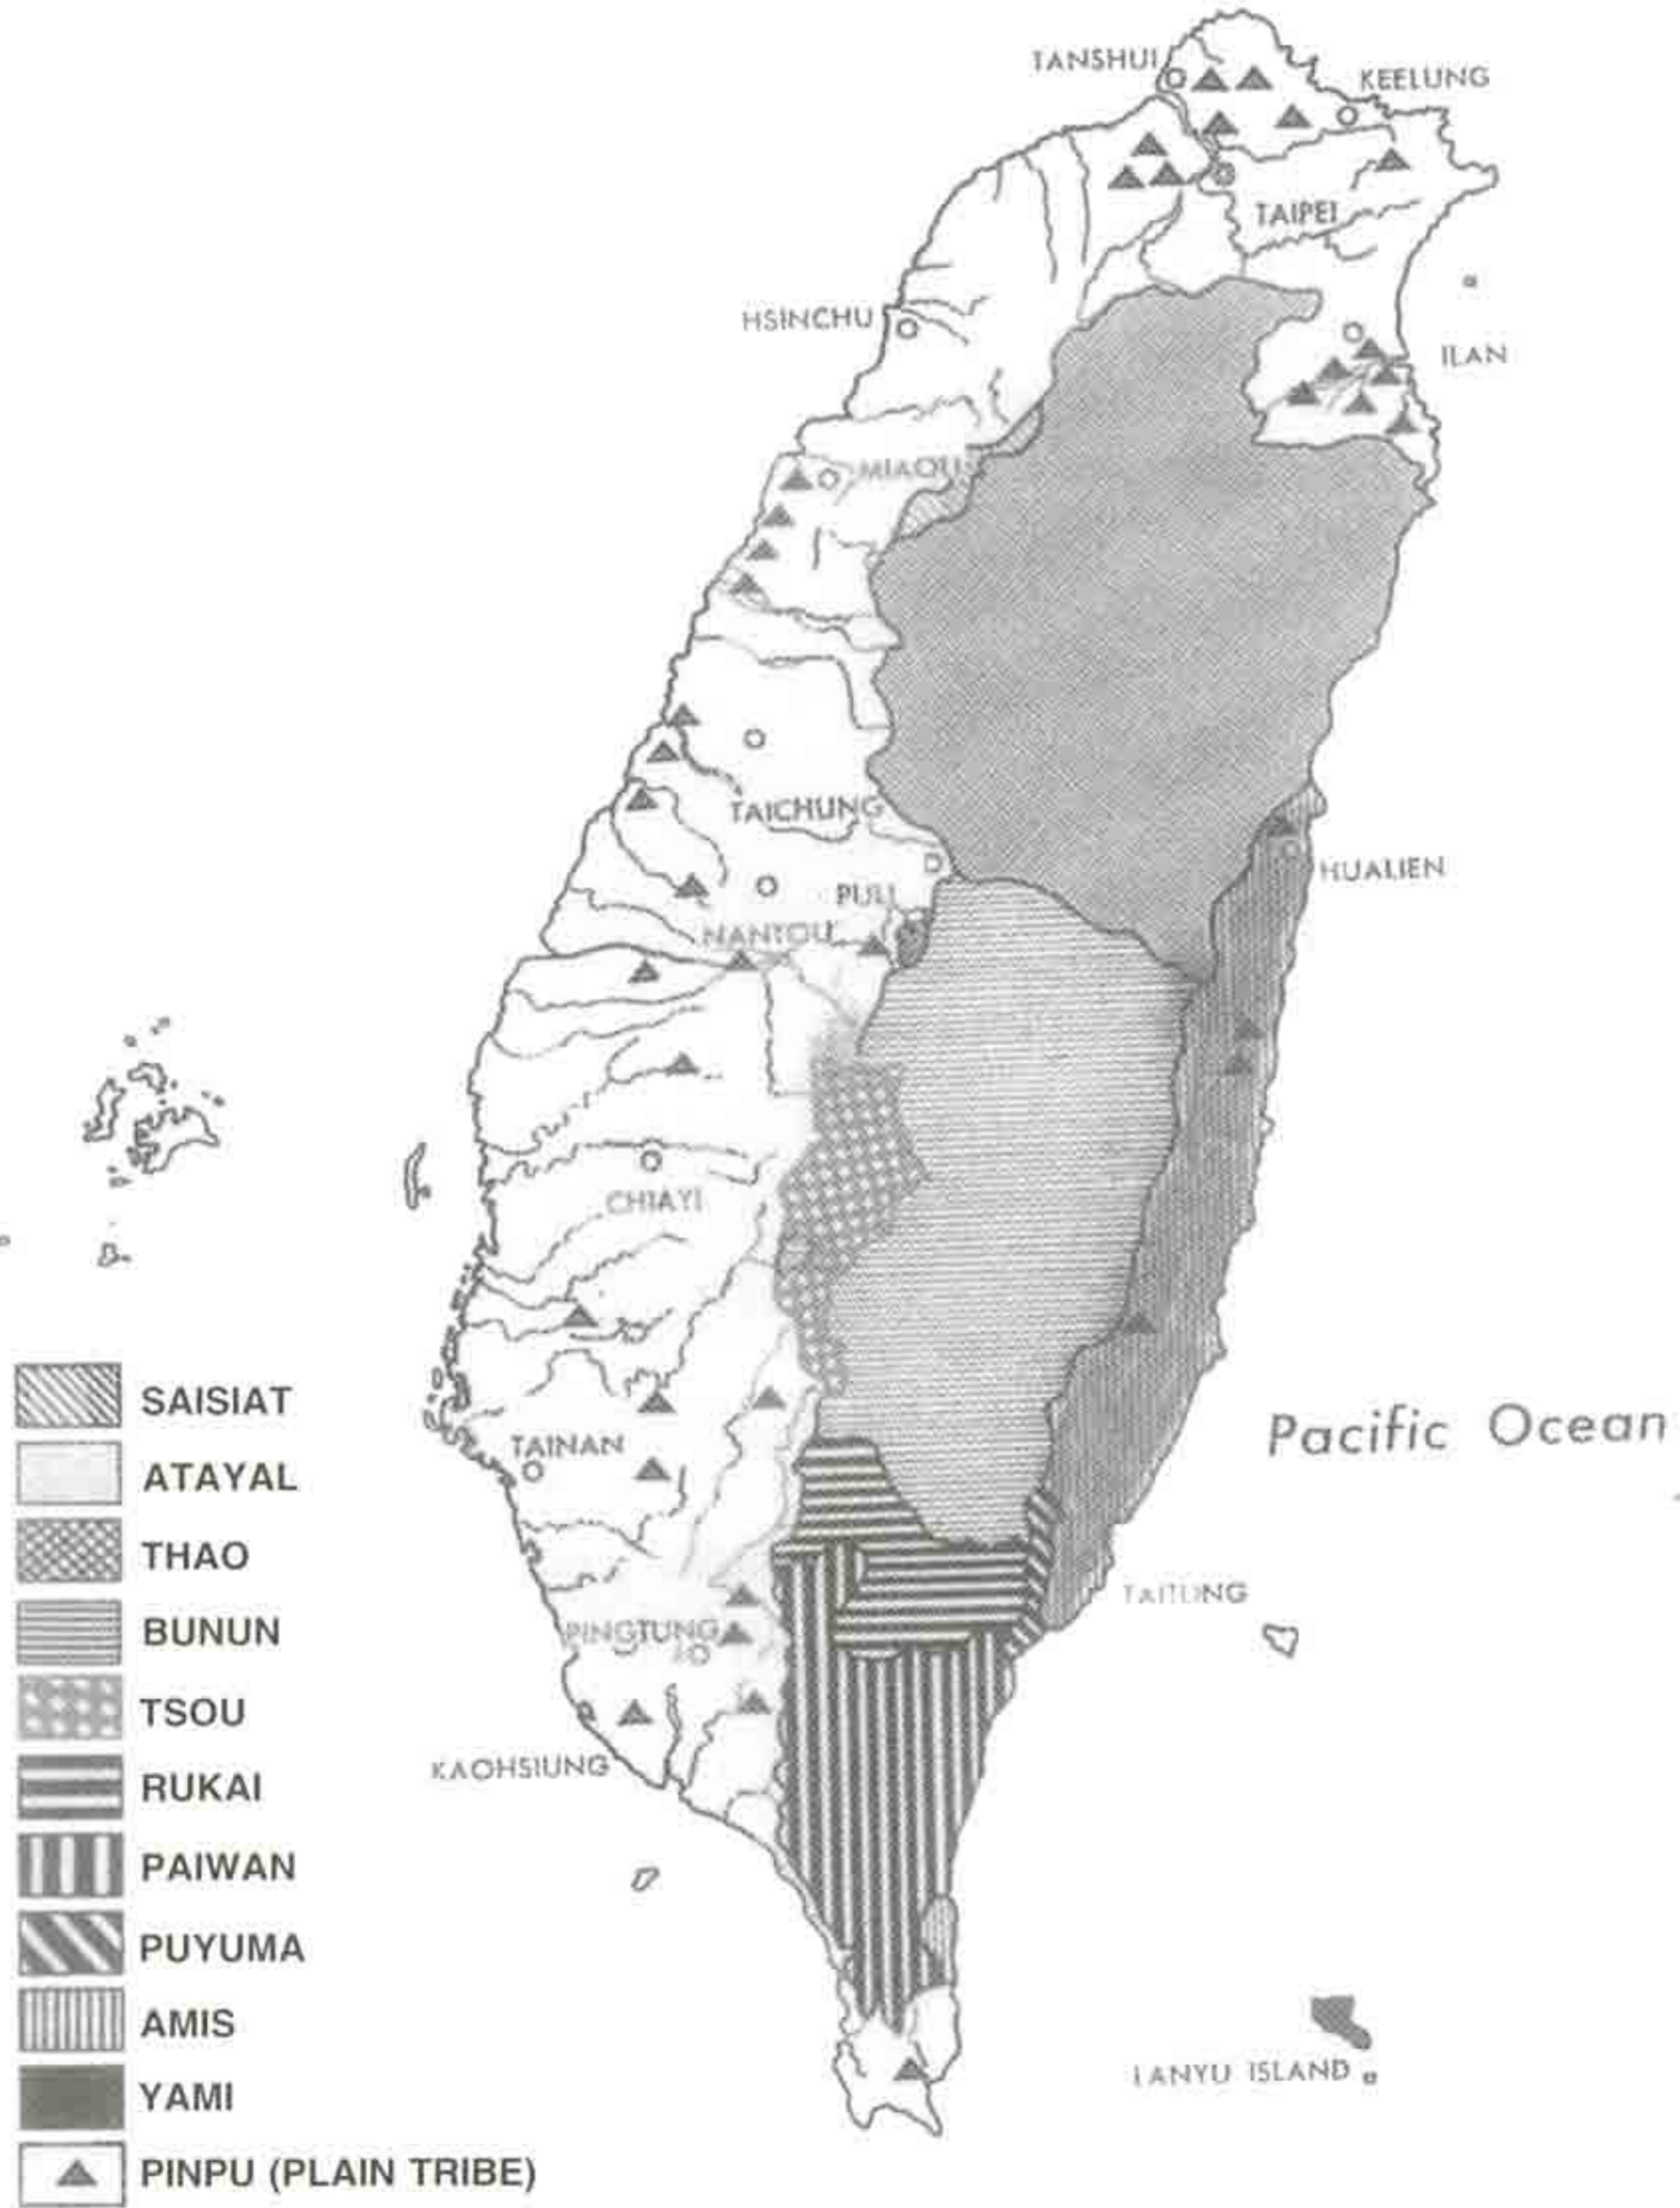 TANSHUI
KEELUNG
TAIPEI
HSINCHU
ILAN
MIAOLI
TAICHUNG
HUALIEN
PULI
NANTOU
CHIAYI
SAISIAT
ATAYAL
Pacific Ocean
TAINAN
THAO
TAITUNG
BUNUN
PINGTUNG
TSOU
KAOHSIUNG
RUKAI
PAIWAN
PUYUMA
AMIS
LANYU ISLAND
YAMI
PINPU (PLAIN TRIBE)